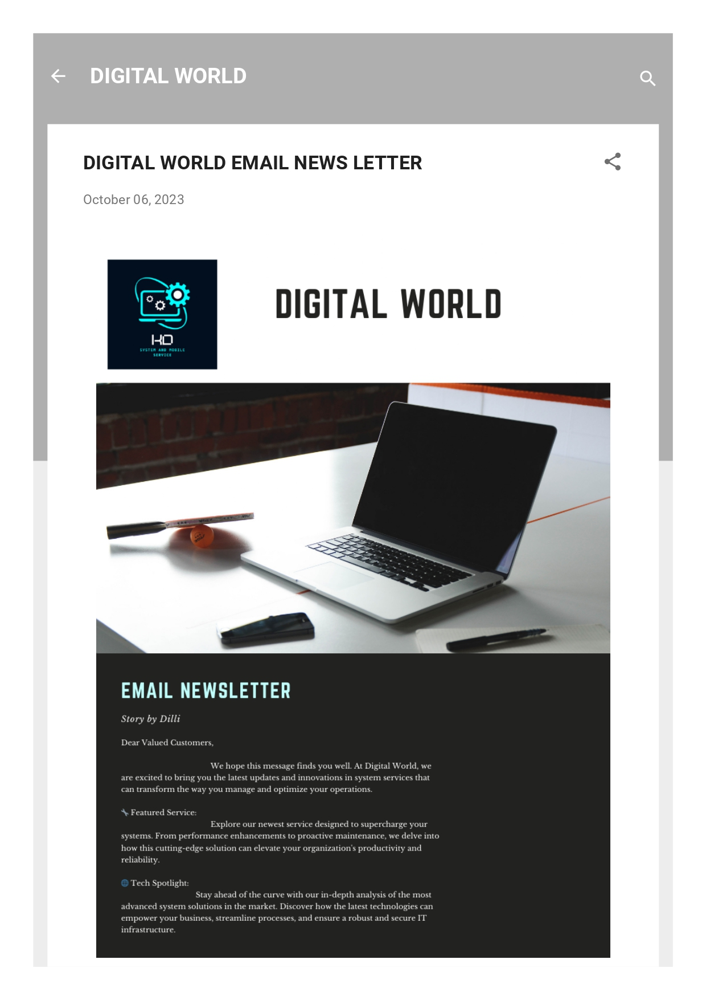 DIGITAL WORLD
DIGITAL WORLD EMAIL NEWS LETTER
October 06, 2023
DIGITAL WORLD
KD
SYSTEM AND MOBILE
SERVICE
EMAIL NEWSLETTER
Story by Dilli
Dear Valued Customers,
We hope this message finds you well. At Digital World, we
are excited to bring you the latest updates and innovations in system services that
can transform the way you manage and optimize your operations.
🔧 Featured Service:
Explore our newest service designed to supercharge your
systems. From performance enhancements to proactive maintenance, we delve into
how this cutting-edge solution can elevate your organization's productivity and
reliability.
🌐 Tech Spotlight:
Stay ahead of the curve with our in-depth analysis of the most
advanced system solutions in the market. Discover how the latest technologies can
empower your business, streamline processes, and ensure a robust and secure IT
infrastructure.